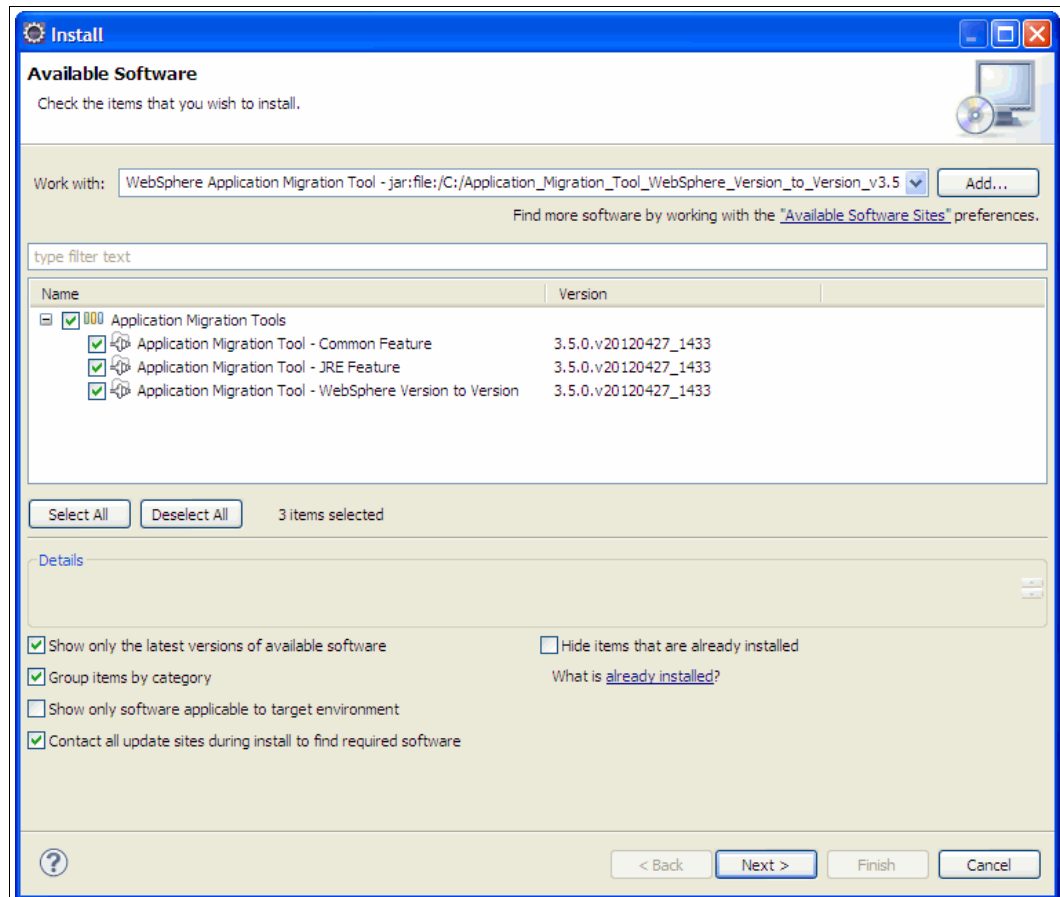 Install
Available Software
Check the items that you wish to install.
Work with: WebSphere Application Migration Tool - jar:file:/C:/Application_Migration_Tool_WebSphere_Version_to_Version_v3.5 Add...
Find more software by working with the "Available Software Sites" preferences.
type filter text
Name Version
Application Migration Tools
Application Migration Tool - Common Feature 3.5.0.v20120427_1433
Application Migration Tool - JRE Feature 3.5.0.v20120427_1433
Application Migration Tool - WebSphere Version to Version 3.5.0.v20120427_1433
Select All Deselect All 3 items selected
Details
Show only the latest versions of available software Hide items that are already installed
Group items by category What is already installed?
Show only software applicable to target environment
Contact all update sites during install to find required software
? < Back Next > Finish Cancel